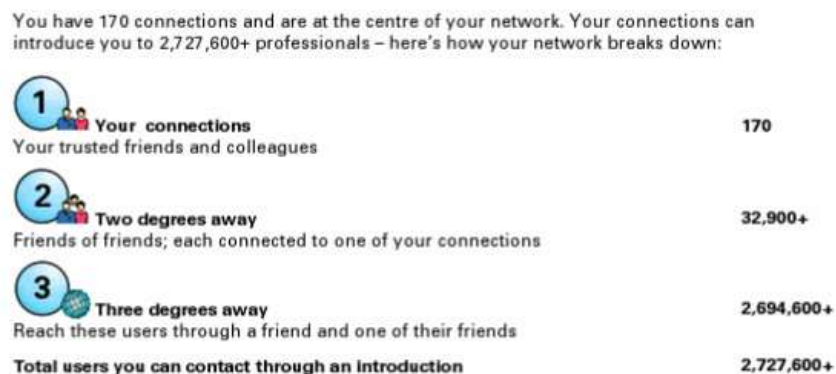 You have 170 connections and are at the centre of your network. Your connections can
introduce you to 2,727,600+ professionals – here's how your network breaks down:
1
Your connections 170
Your trusted friends and colleagues
2
Two degrees away 32,900+
Friends of friends; each connected to one of your connections
3
Three degrees away 2,694,600+
Reach these users through a friend and one of their friends
Total users you can contact through an introduction 2,727,600+